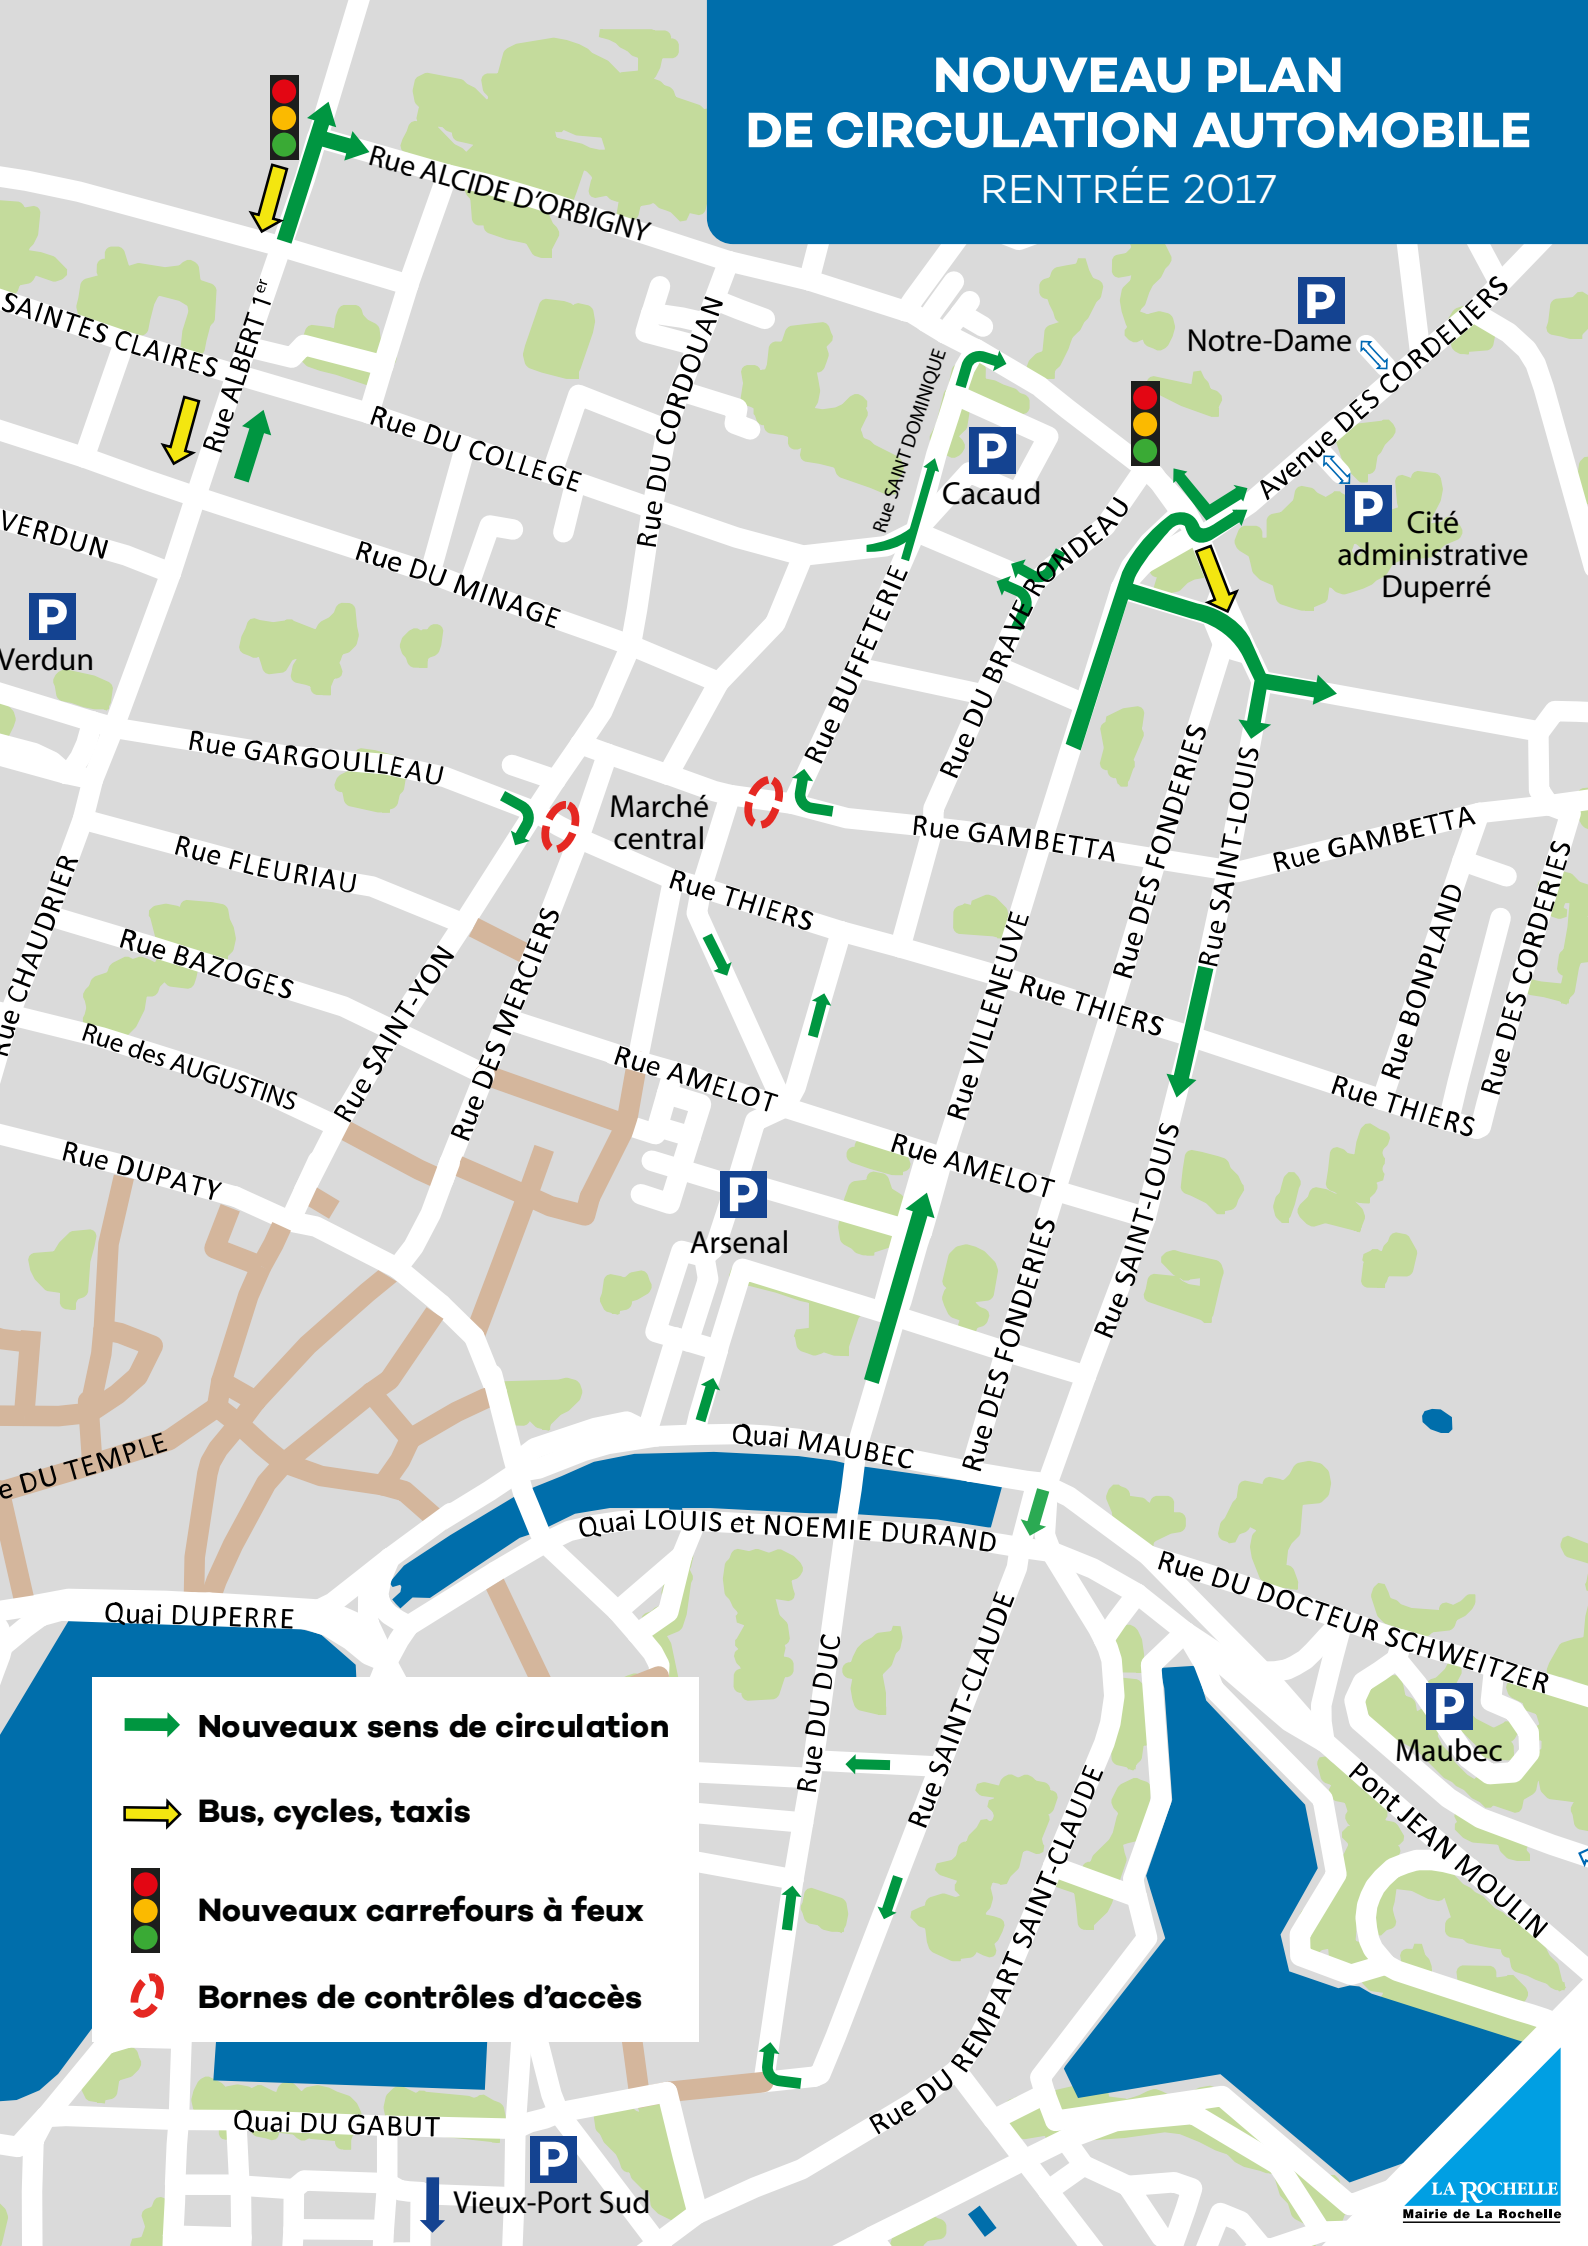 NOUVEAU PLAN
DE CIRCULATION AUTOMOBILE
RENTRÉE 2017
Rue ALCIDE D'ORBIGNY
SAINTES CLAIRES
Rue ALBERT 1er
Rue DU CORDOUAN
Rue DU COLLEGE
Rue SAINT DOMINIQUE
P
Notre-Dame
Avenue DES CORDELIERS
P
Cacaud
P
Cité
administrative
Duperré
VERDUN
Rue DU MINAGE
P
Verdun
Rue BUFFETERIE
Rue DU BRAVE RONDEAU
Rue GARGOULLEAU
Marché
central
Rue GAMBETTA
Rue DES FONDERIES
Rue SAINT-LOUIS
Rue GAMBETTA
Rue FLEURIAU
Rue THIERS
Rue CHAUDRIER
Rue BAZOGES
Rue SAINT-YON
Rue DES MERCIERS
Rue VILLENEUVE
Rue THIERS
Rue BONPLAND
Rue DES CORDERIES
Rue des AUGUSTINS
Rue AMELOT
Rue THIERS
Rue DUPATY
Rue AMELOT
P
Arsenal
Rue DES FONDERIES
Rue SAINT-LOUIS
e DU TEMPLE
Quai MAUBEC
Quai LOUIS et NOEMIE DURAND
Quai DUPERRE
Rue DU DOCTEUR SCHWEITZER
Rue DU DUC
Rue SAINT-CLAUDE
P
Maubec
Pont JEAN MOULIN
Rue DU REMPART SAINT-CLAUDE
Nouveaux sens de circulation
Bus, cycles, taxis
Nouveaux carrefours à feux
Bornes de contrôles d'accès
Quai DU GABUT
P
Vieux-Port Sud
LA ROCHELLE
Mairie de La Rochelle